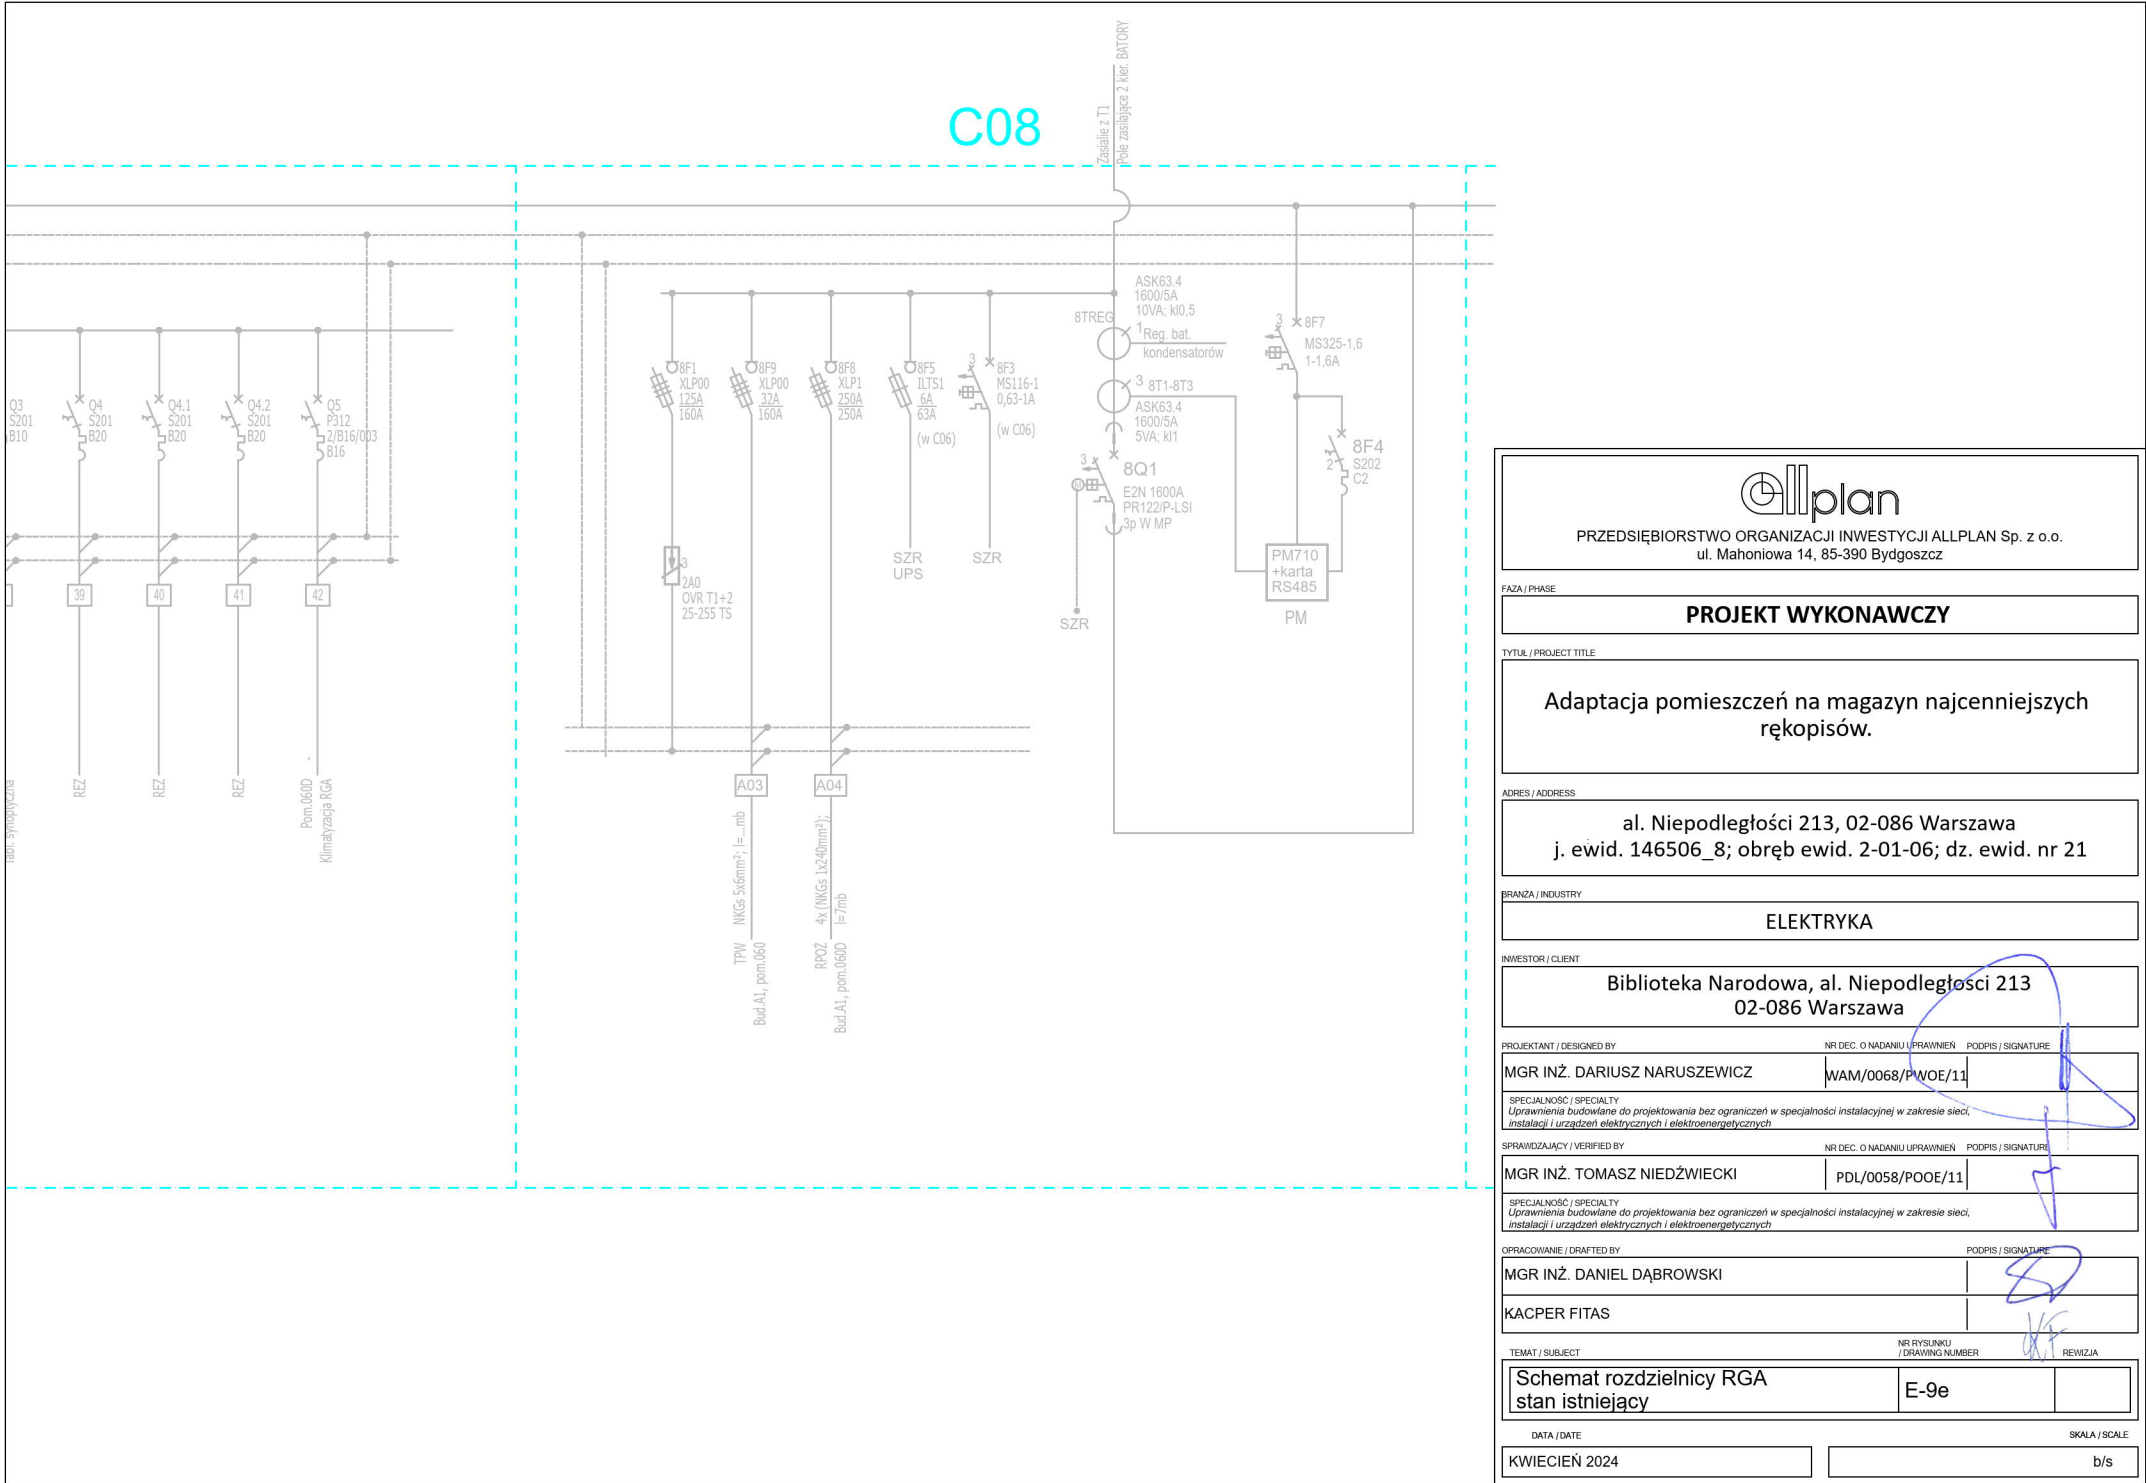 C08
Zasialie z T1
Pole zasilające 2 kier. BATORY
Q3
S201
B10
Q4
S201
B20
Q4.1
S201
B20
Q4.2
S201
B20
Q5
P312
2/B16/003
B16
39
40
41
42
Tabl. synoptyczna
REZ
REZ
REZ
Pom.060D
Klimatyzacja RGA
8F1
XLP00
125A
160A
8F9
XLP00
32A
160A
8F8
XLP1
250A
250A
8F5
ILTS1
6A
63A
(w C06)
3
8F3
MS116-1
0,63-1A
(w C06)
3
2A0
OVR T1+2
25-255 TS
SZR
UPS
SZR
ASK63.4
1600/5A
10VA; kl0,5
8TREG
1
Reg. bat.
kondensatorów
3
8T1-8T3
ASK63.4
1600/5A
5VA; kl1
3
8Q1
M
E2N 1600A
PR122/P-LSI
3p W MP
SZR
3
8F7
MS325-1,6
1-1,6A
8F4
2
S202
C2
PM710
+karta
RS485
PM
A03
A04
TPW NKGs 5x6mm²; l=...mb
Bud.A1, pom.060
RPOŻ 4x (NKGs 1x240mm²);
Bud.A1, pom.060D l=7mb
allplan
PRZEDSIĘBIORSTWO ORGANIZACJI INWESTYCJI ALLPLAN Sp. z o.o.
ul. Mahoniowa 14, 85-390 Bydgoszcz
FAZA / PHASE
PROJEKT WYKONAWCZY
TYTUŁ / PROJECT TITLE
Adaptacja pomieszczeń na magazyn najcenniejszych
rękopisów.
ADRES / ADDRESS
al. Niepodległości 213, 02-086 Warszawa
j. ewid. 146506_8; obręb ewid. 2-01-06; dz. ewid. nr 21
BRANŻA / INDUSTRY
ELEKTRYKA
INWESTOR / CLIENT
Biblioteka Narodowa, al. Niepodległości 213
02-086 Warszawa
PROJEKTANT / DESIGNED BY NR DEC. O NADANIU UPRAWNIEŃ PODPIS / SIGNATURE
MGR INŻ. DARIUSZ NARUSZEWICZ WAM/0068/PWOE/11
SPECJALNOŚĆ / SPECIALTY
Uprawnienia budowlane do projektowania bez ograniczeń w specjalności instalacyjnej w zakresie sieci,
instalacji i urządzeń elektrycznych i elektroenergetycznych
SPRAWDZAJĄCY / VERIFIED BY NR DEC. O NADANIU UPRAWNIEŃ PODPIS / SIGNATURE
MGR INŻ. TOMASZ NIEDŹWIECKI PDL/0058/POOE/11
SPECJALNOŚĆ / SPECIALTY
Uprawnienia budowlane do projektowania bez ograniczeń w specjalności instalacyjnej w zakresie sieci,
instalacji i urządzeń elektrycznych i elektroenergetycznych
OPRACOWANIE / DRAFTED BY PODPIS / SIGNATURE
MGR INŻ. DANIEL DĄBROWSKI
KACPER FITAS
TEMAT / SUBJECT NR RYSUNKU / DRAWING NUMBER REWIZJA
Schemat rozdzielnicy RGA
stan istniejący
E-9e
DATA / DATE SKALA / SCALE
KWIECIEŃ 2024 b/s